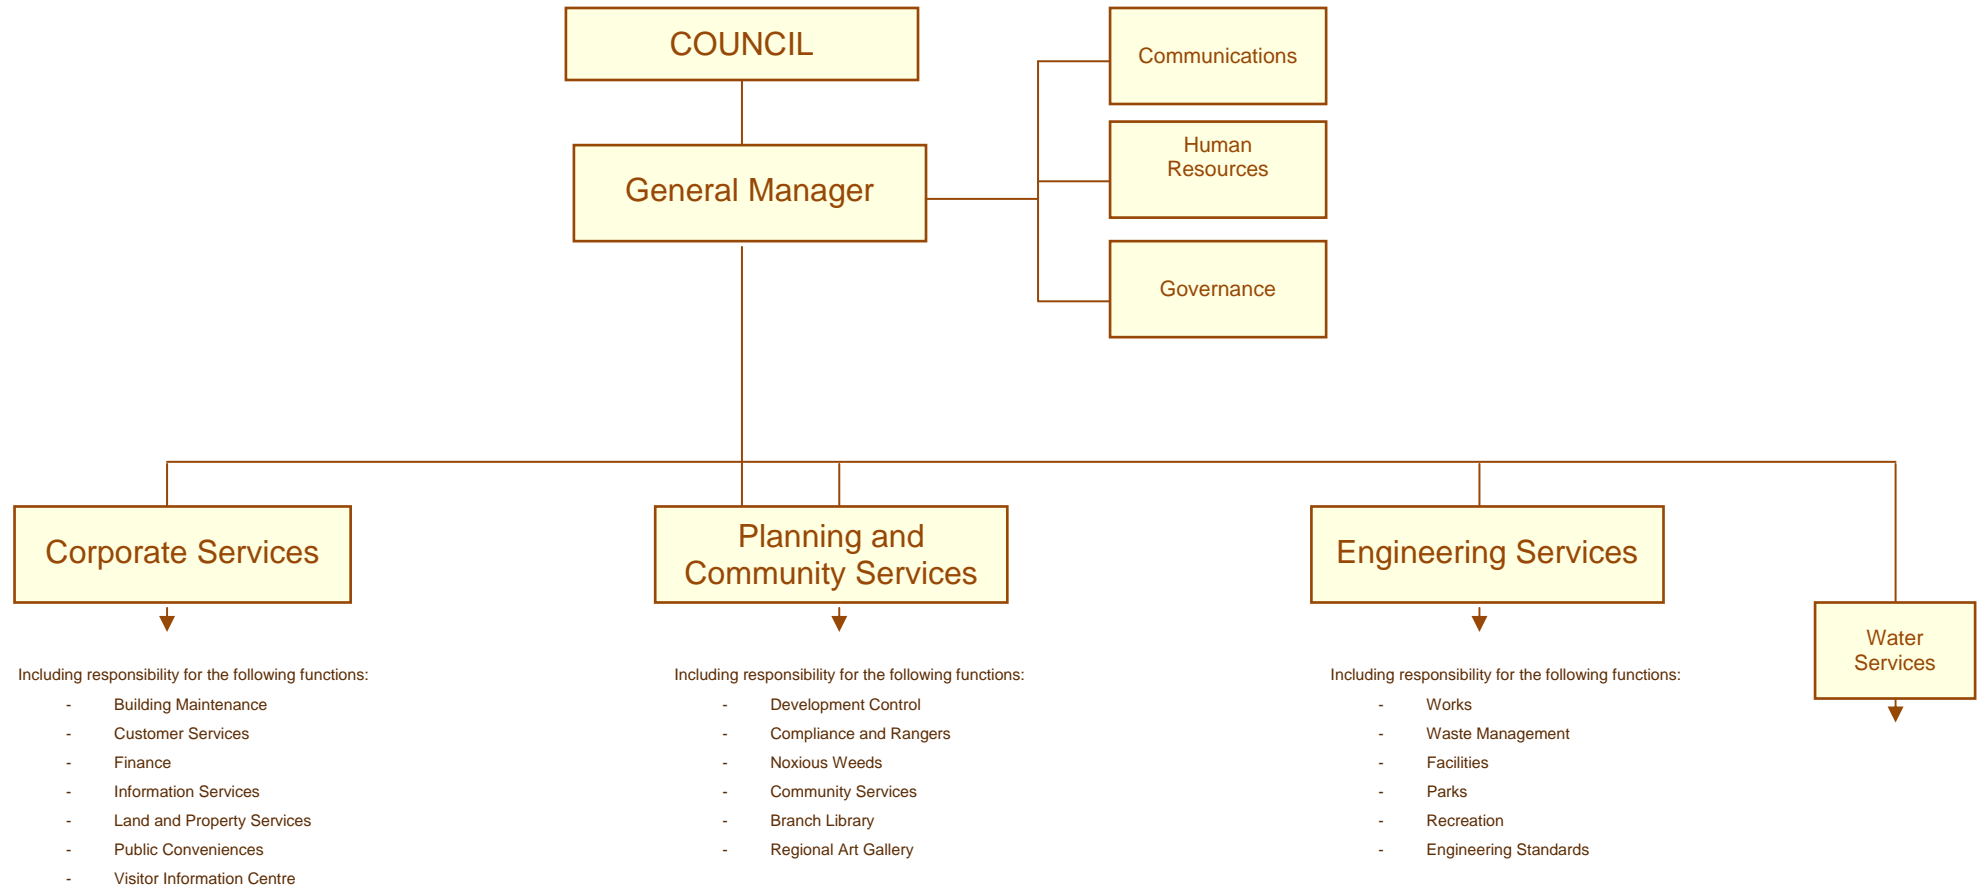 COUNCIL
Communications
Human
Resources
General Manager
Governance
Corporate Services
Planning and
Community Services
Engineering Services
Water
Services
Including responsibility for the following functions:
- Building Maintenance
- Customer Services
- Finance
- Information Services
- Land and Property Services
- Public Conveniences
- Visitor Information Centre
Including responsibility for the following functions:
- Development Control
- Compliance and Rangers
- Noxious Weeds
- Community Services
- Branch Library
- Regional Art Gallery
Including responsibility for the following functions:
- Works
- Waste Management
- Facilities
- Parks
- Recreation
- Engineering Standards